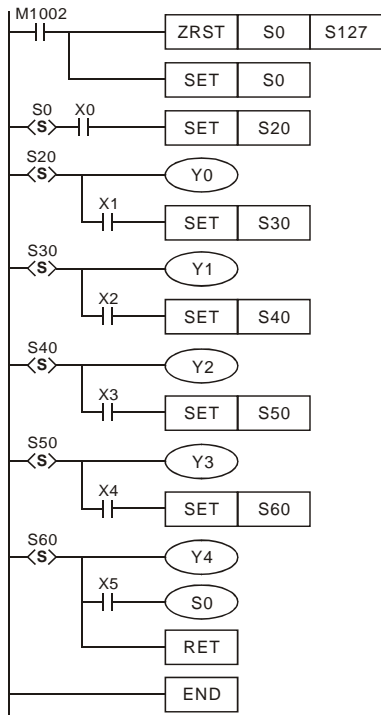 M1002
ZRST S0 S127
SET S0
S0 X0
S SET S20
S20
S Y0
X1
SET S30
S30
S Y1
X2
SET S40
S40
S Y2
X3
SET S50
S50
S Y3
X4
SET S60
S60
S Y4
X5
S0
RET
END